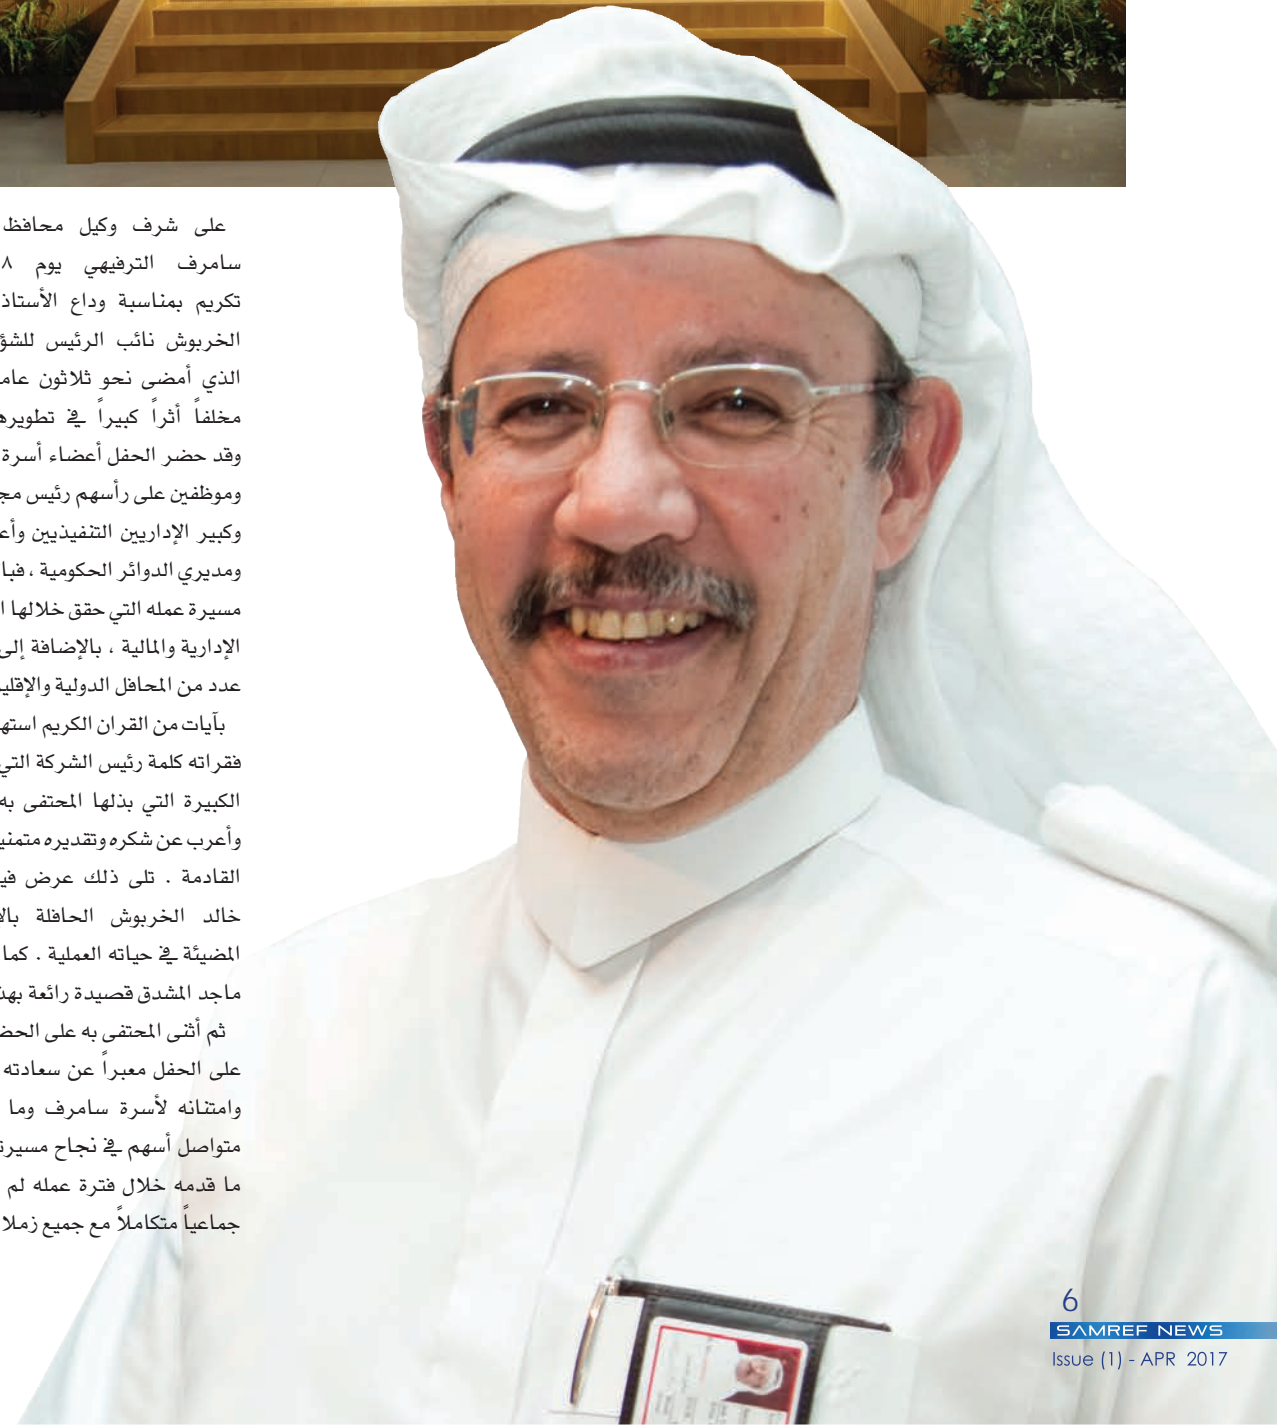 على شرف وكيل محافظ
سامرف الترفيهي يوم ٨
تكريم بمناسبة وداع الأستاذ
الخربوش نائب الرئيس للشؤ
الذي أمضى نحو ثلاثون عام
مخلفاً أثراً كبيراً في تطويره
وقد حضر الحفل أعضاء أسرة
وموظفين على رأسهم رئيس مج
وكبير الإداريين التنفيذيين وأع
ومديري الدوائر الحكومية ، فبا
مسيرة عمله التي حقق خلالها ا
الإدارية والمالية ، بالإضافة إلى
عدد من المحافل الدولية والإقلي
بآيات من القران الكريم استه
فقراته كلمة رئيس الشركة التي
الكبيرة التي بذلها المحتفى به
وأعرب عن شكره وتقديره متمني
القادمة . تلى ذلك عرض في
خالد الخربوش الحافلة بالإ
المضيئة في حياته العملية . كما
ماجد المشدق قصيدة رائعة بهذ
ثم أثنى المحتفى به على الحض
على الحفل معبراً عن سعادته
وامتنانه لأسرة سامرف وما
متواصل أسهم في نجاح مسيرت
ما قدمه خلال فترة عمله لم
جماعياً متكاملاً مع جميع زملا
6
SAMREF NEWS
Issue (1) - APR 2017